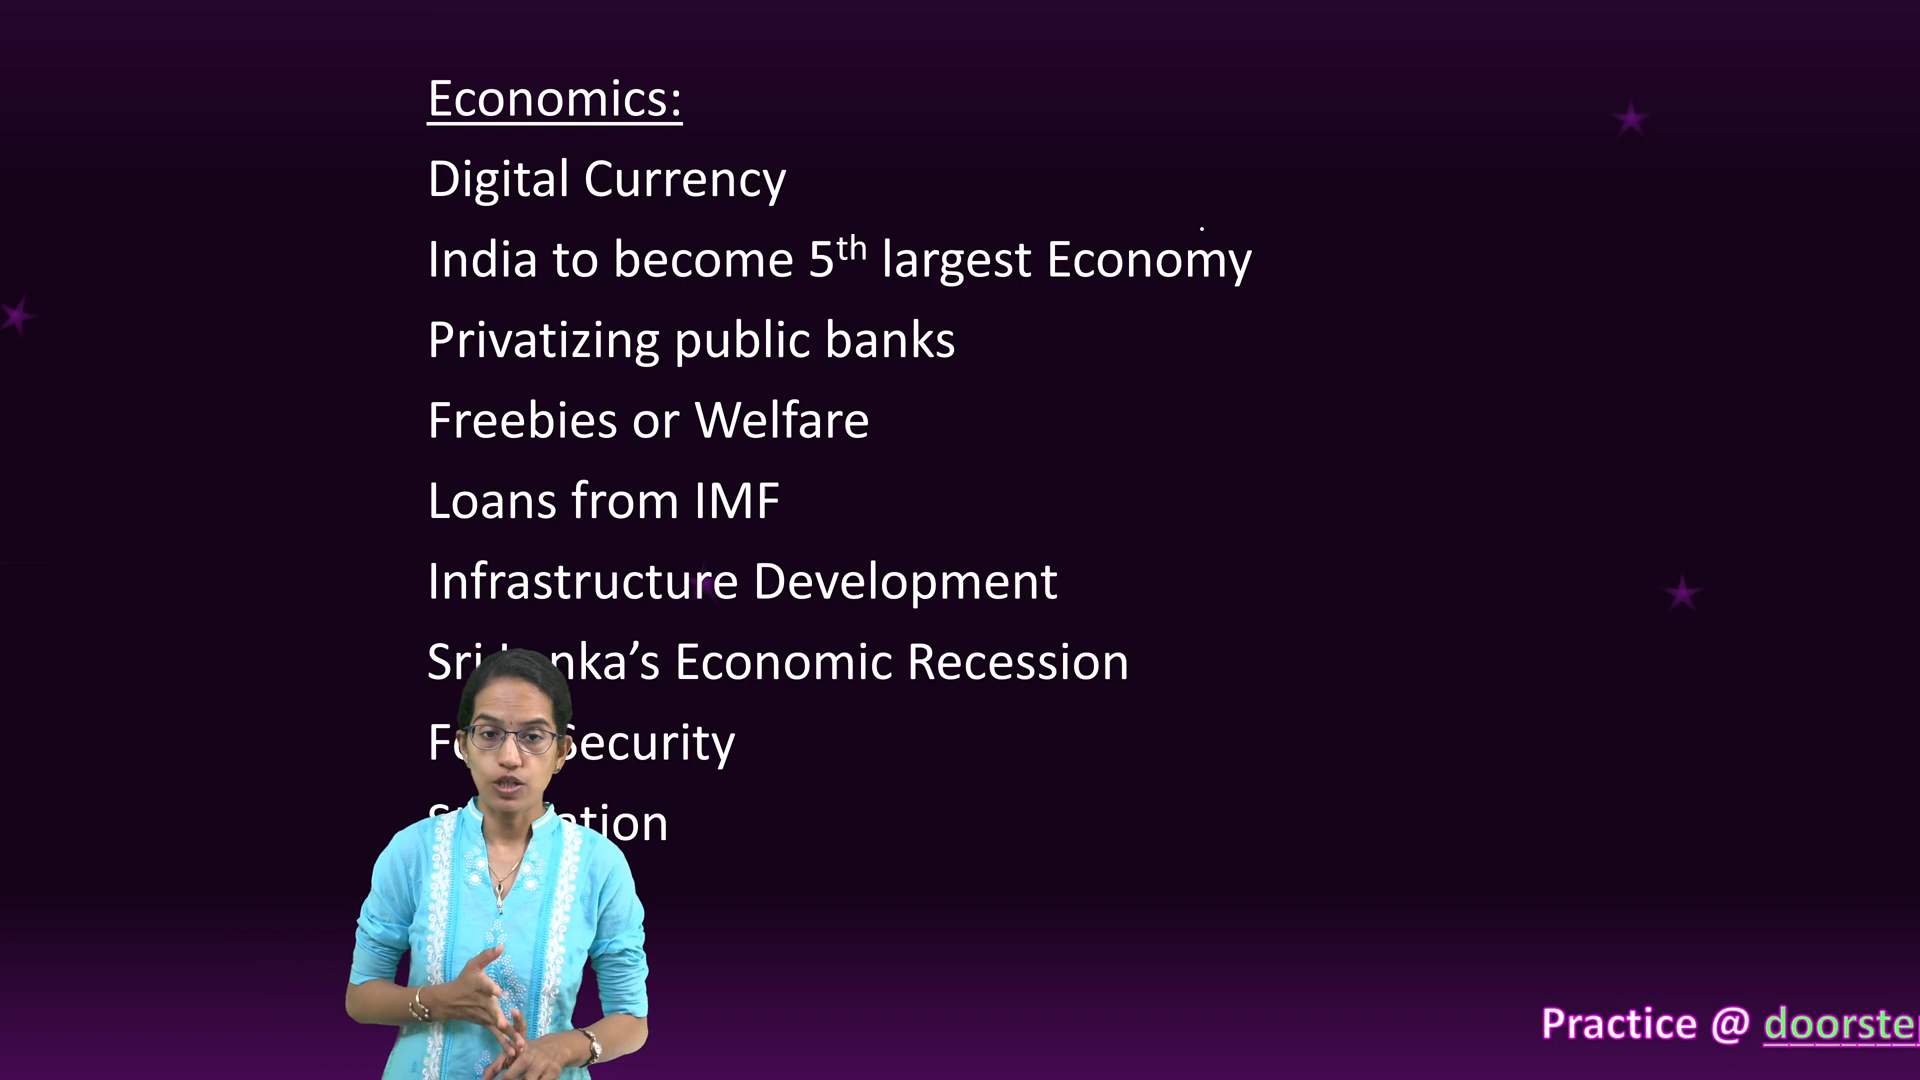 Economics:
Digital Currency
India to become 5th largest Economy
Privatizing public banks
Freebies or Welfare
Loans from IMF
Infrastructure Development
Sri Lanka’s Economic Recession
Security
Practice @